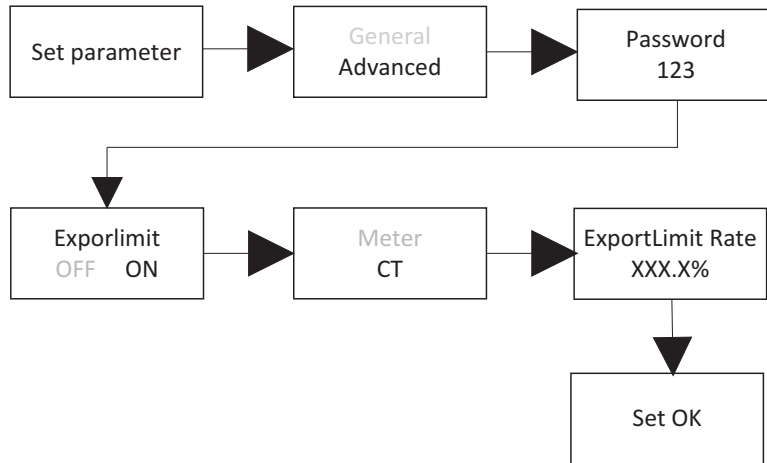 Set parameter
General
Advanced
Password
123
Exporlimit
OFF ON
Meter
CT
ExportLimit Rate
XXX.X%
Set OK